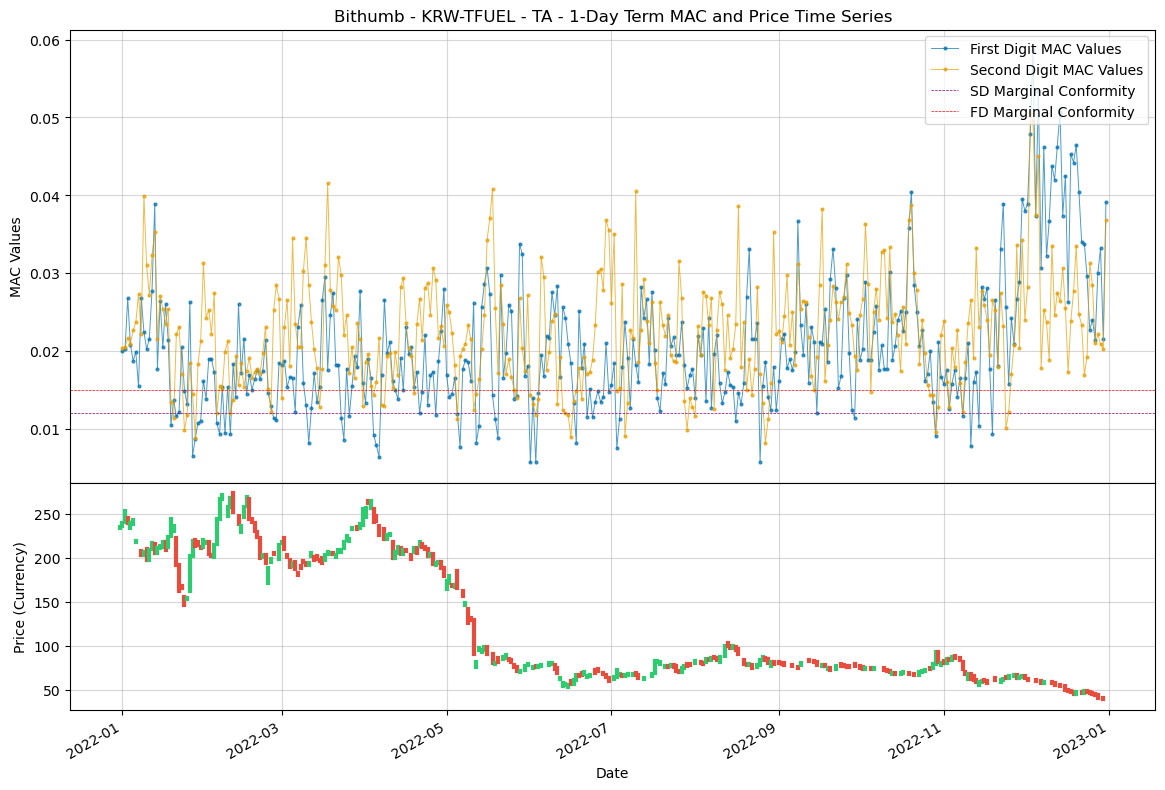 Bithumb - KRW-TFUEL - TA - 1-Day Term MAC and Price Time Series
First Digit MAC Values
Second Digit MAC Values
SD Marginal Conformity
FD Marginal Conformity
MAC Values
0.06
0.05
0.04
0.03
0.02
0.01
Price (Currency)
250
200
150
100
50
2022-01
2022-03
2022-05
2022-07
2022-09
2022-11
2023-01
Date